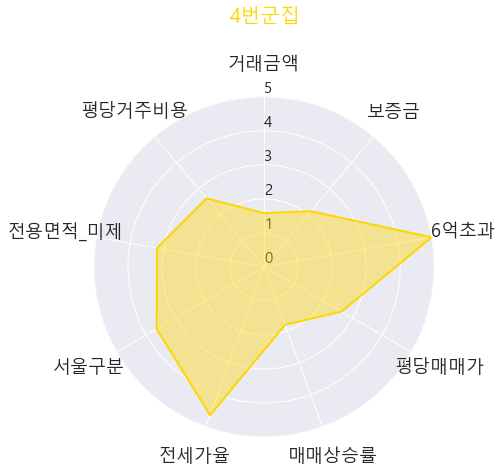 4번군집
거래금액
보증금
6억초과
평당매매가
매매상승률
전세가율
서울구분
전용면적_미제
평당거주비용
5
4
3
2
1
0